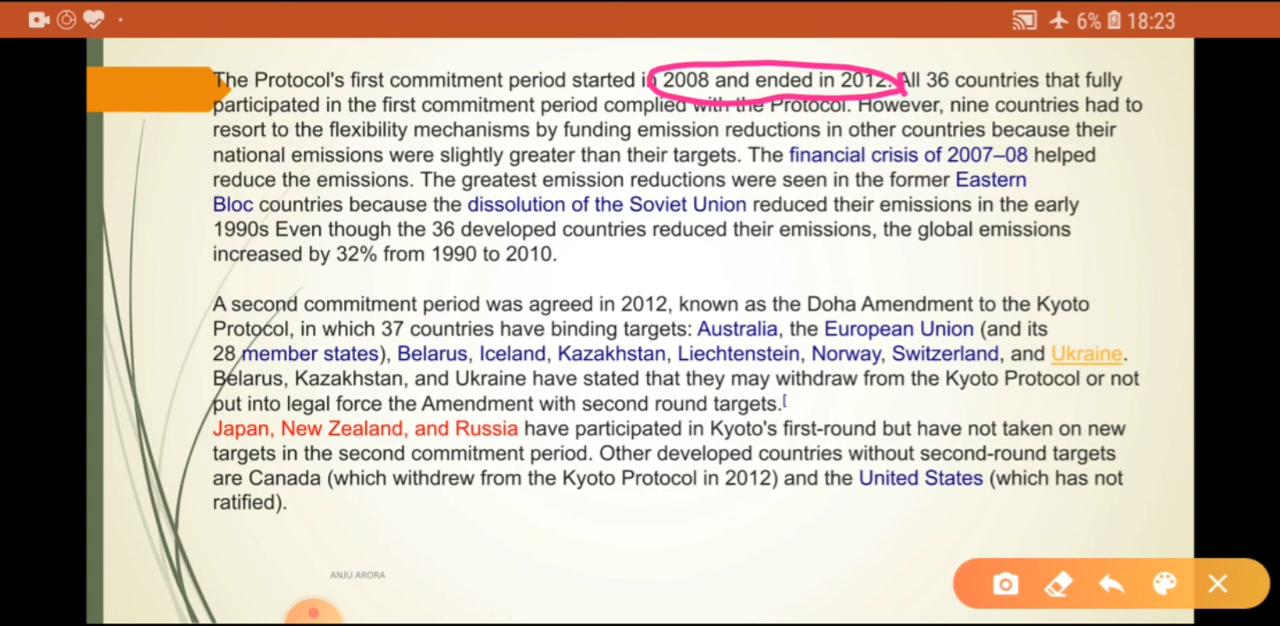 6% 18:23
The Protocol's first commitment period started in 2008 and ended in 2012. All 36 countries that fully
participated in the first commitment period complied with the Protocol. However, nine countries had to
resort to the flexibility mechanisms by funding emission reductions in other countries because their
national emissions were slightly greater than their targets. The financial crisis of 2007–08 helped
reduce the emissions. The greatest emission reductions were seen in the former Eastern
Bloc countries because the dissolution of the Soviet Union reduced their emissions in the early
1990s Even though the 36 developed countries reduced their emissions, the global emissions
increased by 32% from 1990 to 2010.
A second commitment period was agreed in 2012, known as the Doha Amendment to the Kyoto
Protocol, in which 37 countries have binding targets: Australia, the European Union (and its
28 member states), Belarus, Iceland, Kazakhstan, Liechtenstein, Norway, Switzerland, and Ukraine.
Belarus, Kazakhstan, and Ukraine have stated that they may withdraw from the Kyoto Protocol or not
put into legal force the Amendment with second round targets.[
Japan, New Zealand, and Russia have participated in Kyoto's first-round but have not taken on new
targets in the second commitment period. Other developed countries without second-round targets
are Canada (which withdrew from the Kyoto Protocol in 2012) and the United States (which has not
ratified).
ANJU ARORA